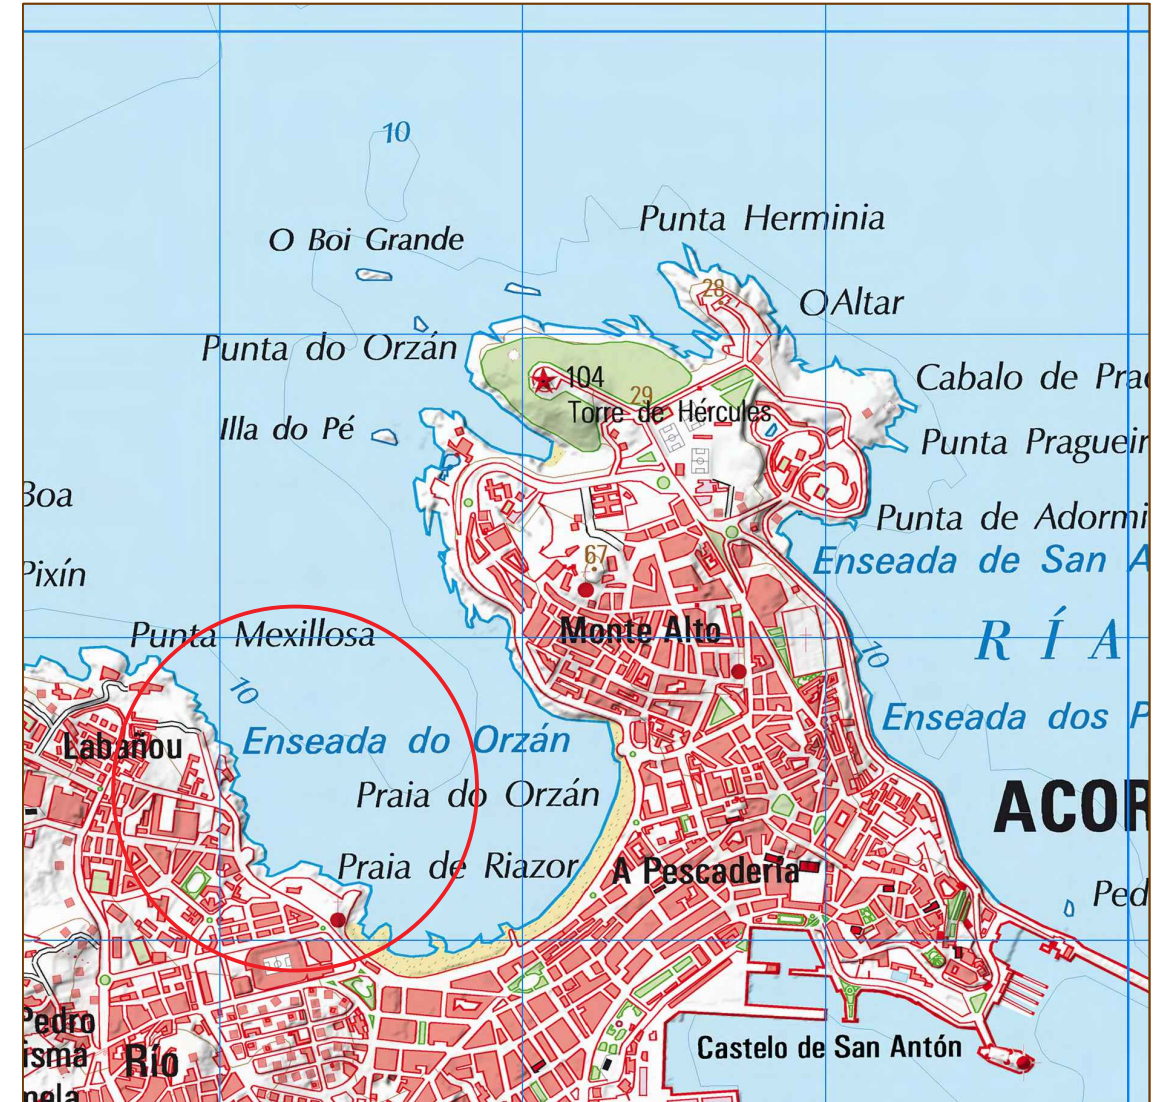 10
Punta Herminia
O Boi Grande
28
O Altar
Punta do Orzán
104
Cabalo de Pra
29
Torre de Hércules
Illa do Pé
Punta Pragueir
Boa
Punta de Adormi
Enseada de San A
67
Pixín
Punta Mexillosa
Monte Alto
RÍA
10
10
Enseada dos P
Labañou
Enseada do Orzán
Praia do Orzán
ACOR
Praia de Riazor
A Pescadería
Ped
Pedro
isma
Río
Castelo de San Antón